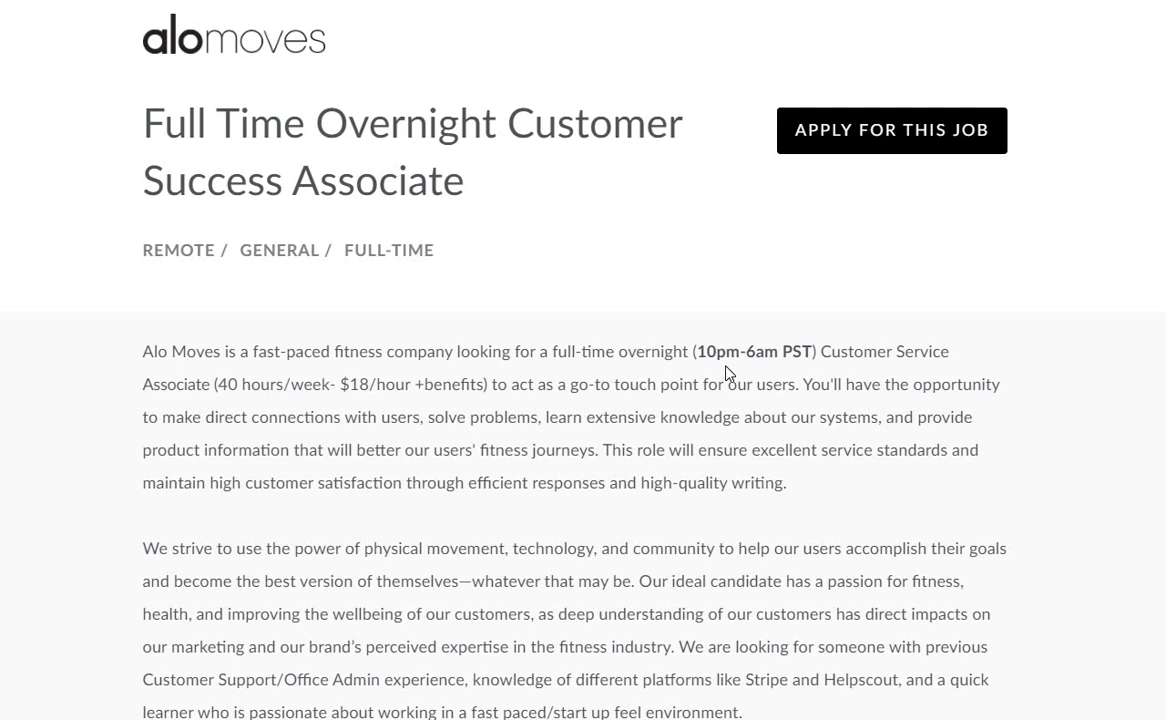 alomoves
Full Time Overnight Customer
Success Associate
APPLY FOR THIS JOB
REMOTE / GENERAL / FULL-TIME
Alo Moves is a fast-paced fitness company looking for a full-time overnight (10pm-6am PST) Customer Service
Associate (40 hours/week- $18/hour +benefits) to act as a go-to touch point for our users. You'll have the opportunity
to make direct connections with users, solve problems, learn extensive knowledge about our systems, and provide
product information that will better our users' fitness journeys. This role will ensure excellent service standards and
maintain high customer satisfaction through efficient responses and high-quality writing.
We strive to use the power of physical movement, technology, and community to help our users accomplish their goals
and become the best version of themselves—whatever that may be. Our ideal candidate has a passion for fitness,
health, and improving the wellbeing of our customers, as deep understanding of our customers has direct impacts on
our marketing and our brand’s perceived expertise in the fitness industry. We are looking for someone with previous
Customer Support/Office Admin experience, knowledge of different platforms like Stripe and Helpscout, and a quick
learner who is passionate about working in a fast paced/start up feel environment.